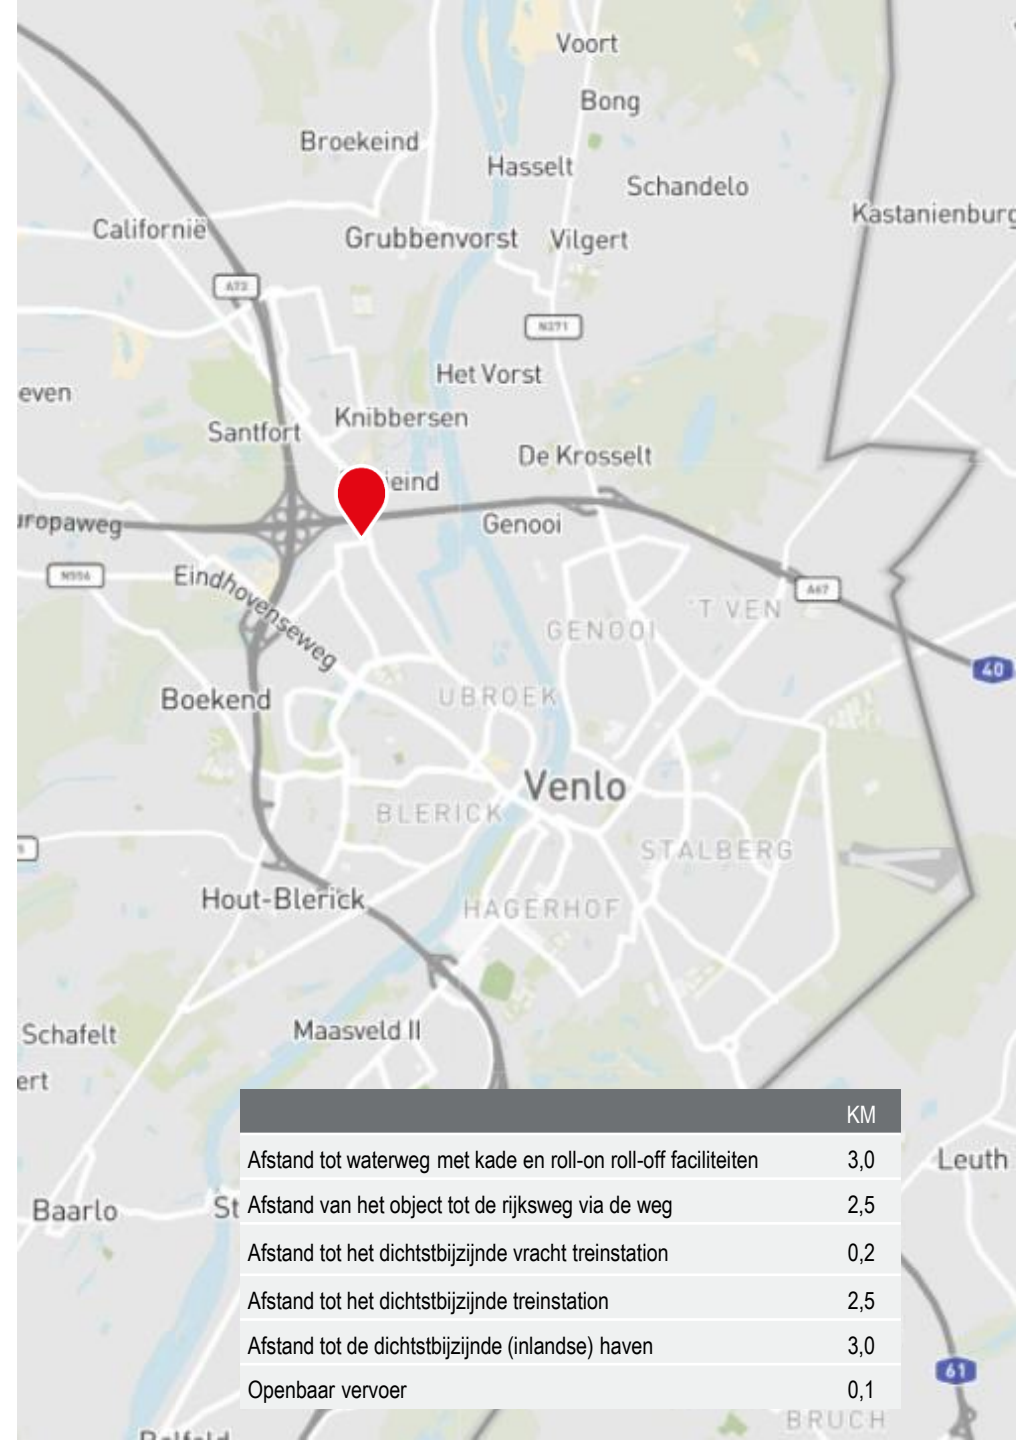 Voort
Bong
Broekeind
Hasselt
Schandelo
Californië
Kastanienburg
Grubbenvorst
Vilgert
A73
N271
Het Vorst
even
Knibbersen
Santfort
De Krosselt
ieind
uropaweg
Genooi
N556
Eindhovenseweg
A67
'T VEN
GENOOI
40
Boekend
UBROEK
Venlo
BLERICK
STALBERG
Hout-Blerick
HAGERHOF
Schafelt
Maasveld II
ert
KM
Afstand tot waterweg met kade en roll-on roll-off faciliteiten 3,0
Leuth
Baarlo
St
Afstand van het object tot de rijksweg via de weg 2,5
Afstand tot het dichtstbijzijnde vracht treinstation 0,2
Afstand tot het dichtstbijzijnde treinstation 2,5
Afstand tot de dichtstbijzijnde (inlandse) haven 3,0
61
Openbaar vervoer 0,1
BRUCH